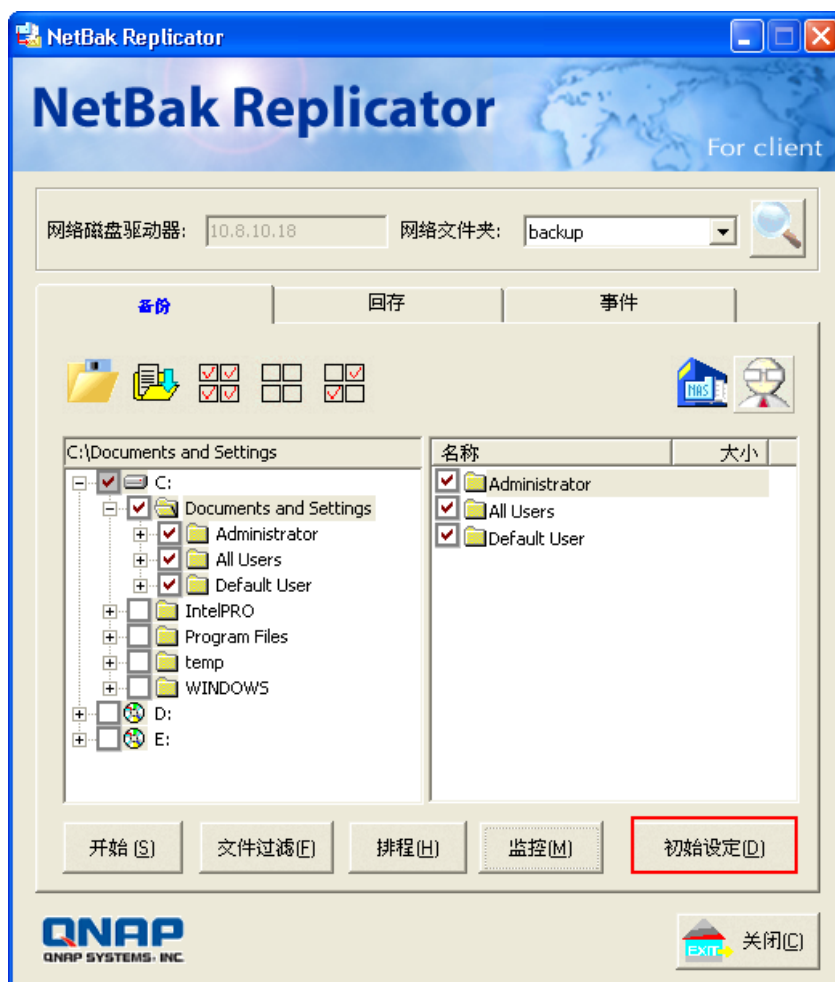 NetBak Replicator
NetBak Replicator
For client
网络磁盘驱动器: 10.8.10.18 网络文件夹: backup
备份 回存 事件
NAS
C:\Documents and Settings
名称 大小
C:
Documents and Settings
Administrator
All Users
Default User
IntelPRO
Program Files
temp
WINDOWS
D:
E:
Administrator
All Users
Default User
开始 (S) 文件过滤(F) 排程(H) 监控(M) 初始设定(D)
QNAP
QNAP SYSTEMS, INC.
EXIT 关闭(C)